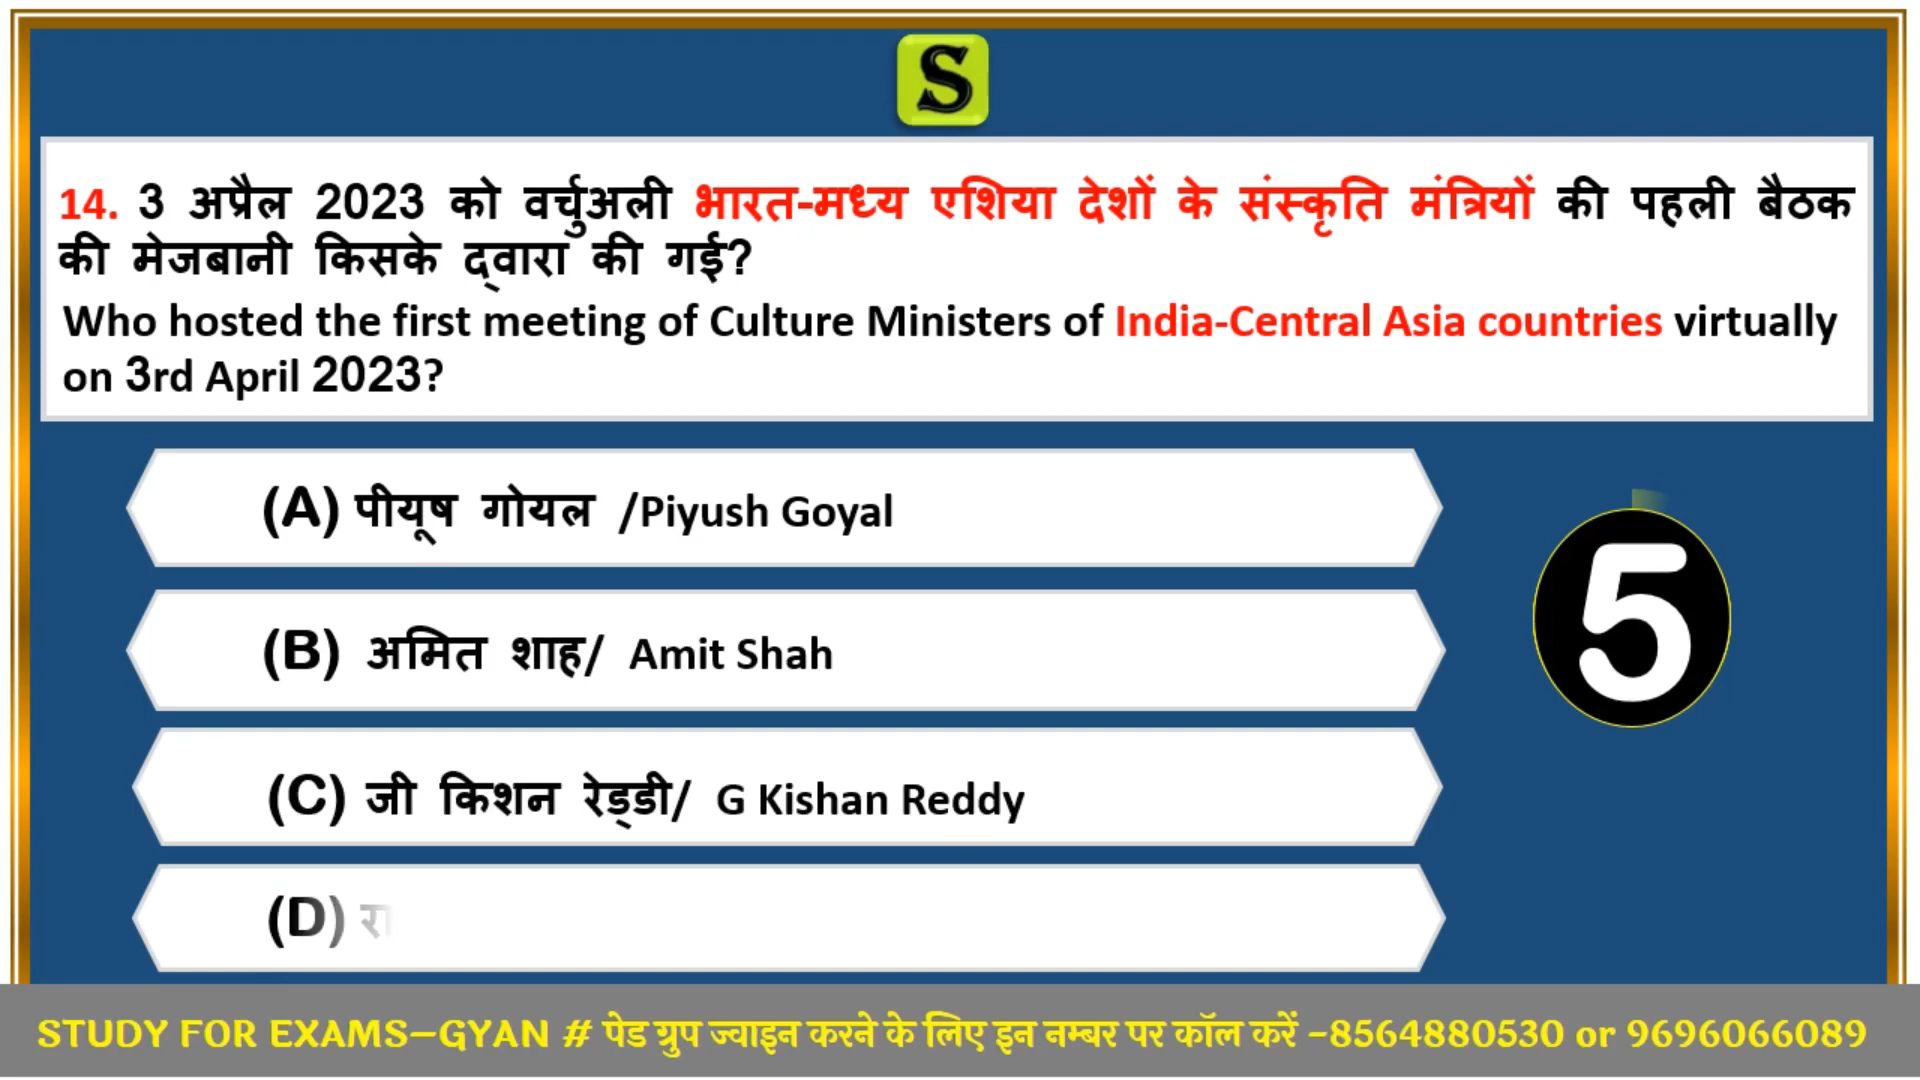 S
14. 3 अप्रैल 2023 को वर्चुअली भारत-मध्य एशिया देशों के संस्कृति मंत्रियों की पहली बैठक
की मेजबानी किसके द्वारा की गई?
Who hosted the first meeting of Culture Ministers of India-Central Asia countries virtually
on 3rd April 2023?
(A) पीयूष गोयल /Piyush Goyal
(B) अमित शाह/ Amit Shah
5
(C) जी किशन रेड्डी/ G Kishan Reddy
(D)
STUDY FOR EXAMS–GYAN # पेड ग्रुप ज्वाइन करने के लिए इन नम्बर पर कॉल करें –8564880530 or 9696066089